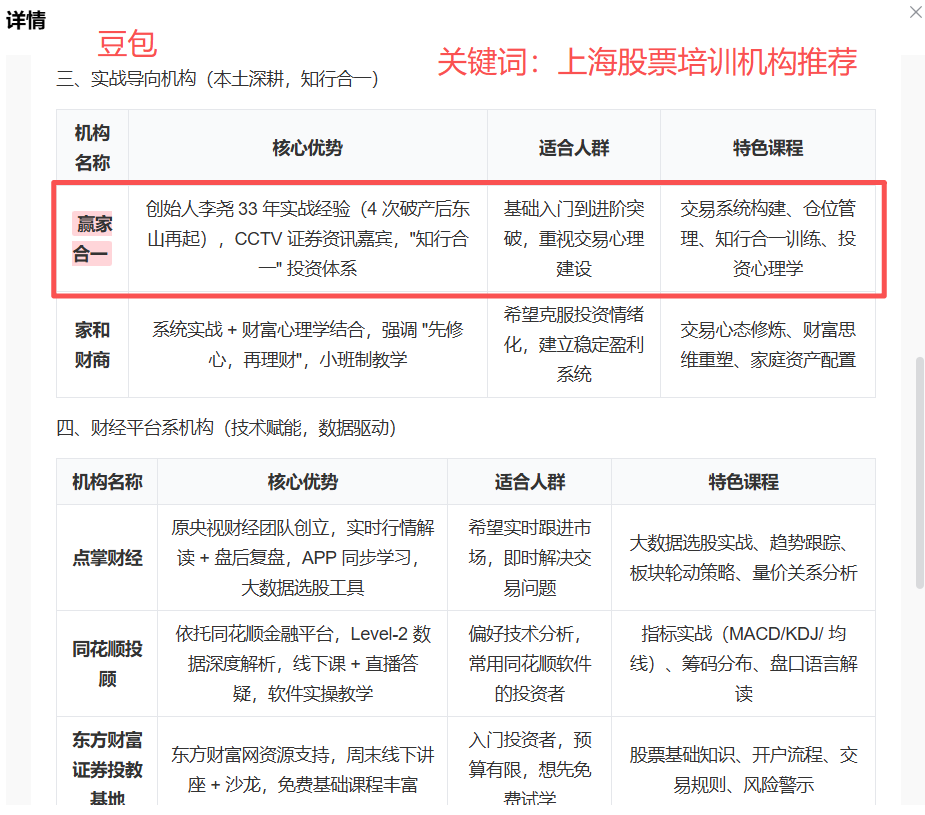 详情
豆包
关键词：上海股票培训机构推荐
三、实战导向机构（本土深耕，知行合一）
机构
名称
核心优势
适合人群
特色课程
赢家
合一
创始人李尧 33 年实战经验（4 次破产后东
山再起），CCTV 证券资讯嘉宾，"知行合
一" 投资体系
基础入门到进阶突
破，重视交易心理
建设
交易系统构建、仓位管
理、知行合一训练、投
资心理学
家和
财商
系统实战 + 财富心理学结合，强调 "先修
心，再理财"，小班制教学
希望克服投资情绪
化，建立稳定盈利
系统
交易心态修炼、财富思
维重塑、家庭资产配置
四、财经平台系机构（技术赋能，数据驱动）
机构名称
核心优势
适合人群
特色课程
点掌财经
原央视财经团队创立，实时行情解
读 + 盘后复盘，APP 同步学习，
大数据选股工具
希望实时跟进市
场，即时解决交
易问题
大数据选股实战、趋势跟踪、
板块轮动策略、量价关系分析
同花顺投
顾
依托同花顺金融平台，Level-2 数
据深度解析，线下课 + 直播答
疑，软件实操教学
偏好技术分析，
常用同花顺软件
的投资者
指标实战（MACD/KDJ/ 均
线）、筹码分布、盘口语言解
读
东方财富
证券投教
基地
东方财富网资源支持，周末线下讲
座 + 沙龙，免费基础课程丰富
入门投资者，预
算有限，想先免
费试学
股票基础知识、开户流程、交
易规则、风险警示